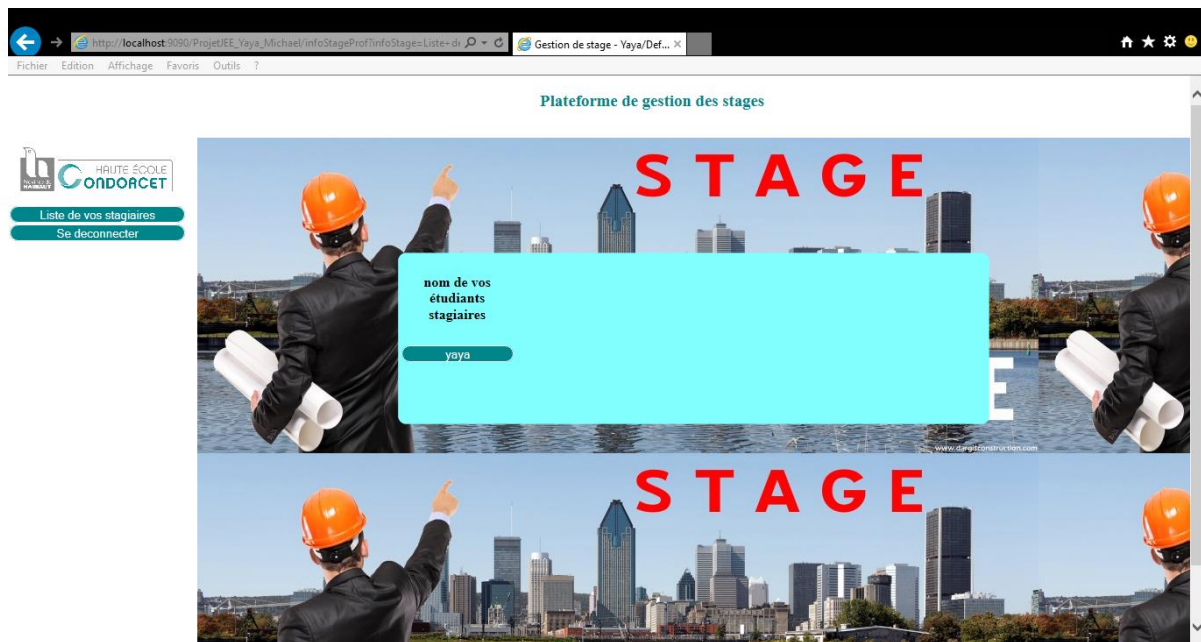 http://localhost:9090/ProjetJEE_Yaya_Michael/infoStageProf?infoStage=Liste+de
Gestion de stage - Yaya/Def...
Fichier Edition Affichage Favoris Outils ?
Plateforme de gestion des stages
HAUTE ÉCOLE
CONDORCET
Liste de vos stagiaires
Se deconnecter
STAGE
nom de vos
étudiants
stagiaires
yaya
E
www.dargitconstruction.com
STAGE